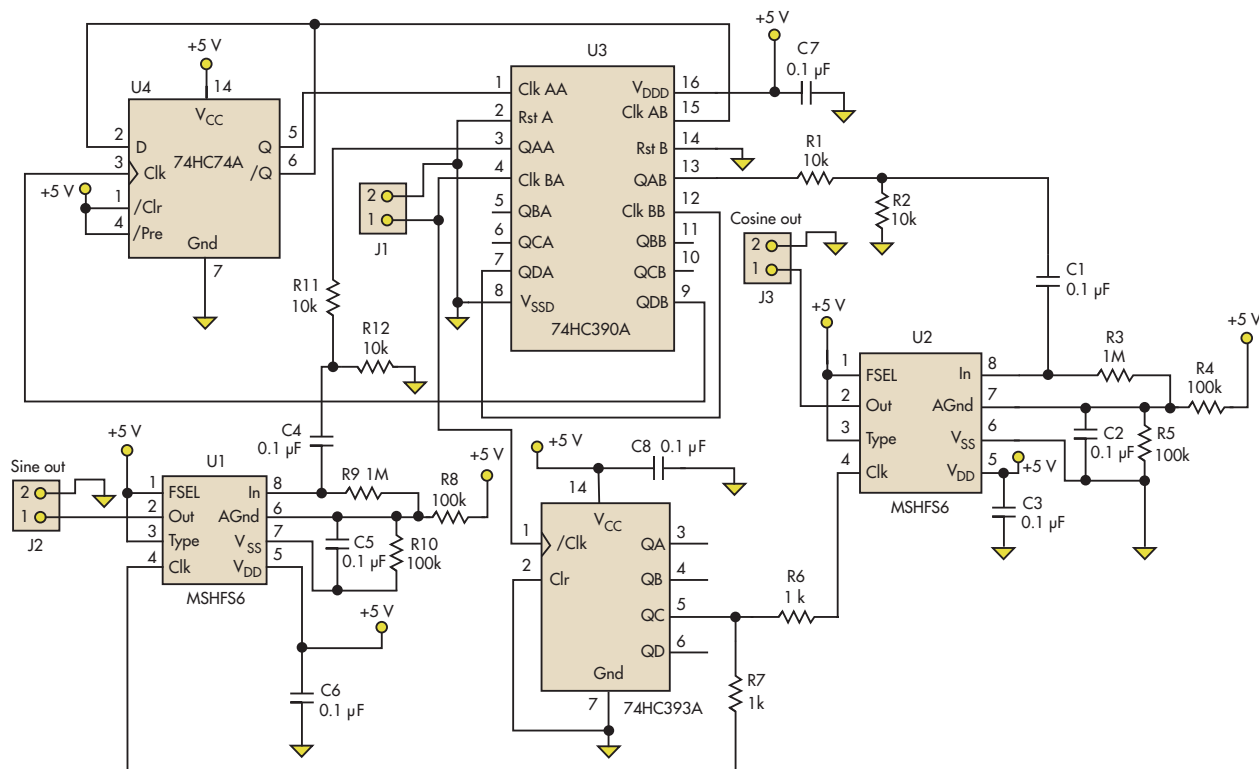 +5 V
U4
14
VCC
2 D
Q 5
3 Clk
74HC74A
/Q 6
+5 V
1 /Clr
4 /Pre
Gnd
7
U3
1 Clk AA
2 Rst A
3 QAA
4 Clk BA
5 QBA
6 QCA
7 QDA
8 VSSD
VDDD 16
Clk AB 15
Rst B 14
QAB 13
Clk BB 12
QBB 11
QCB 10
QDB 9
74HC390A
+5 V
C7
0.1 µF
R1
10k
R2
10k
2
1
J1
Cosine out
2
1
J3
R11
10k
R12
10k
C1
0.1 µF
+5 V
U2
1 FSEL
2 Out
3 Type
4 Clk
In 8
AGnd 7
VSS 6
VDD 5
MSHFS6
R3
1M
R4
100k
+5 V
C2
0.1 µF
R5
100k
+5 V
C3
0.1 µF
C4
0.1 µF
+5 V
Sine out
2
1
J2
U1
1 FSEL
2 Out
3 Type
4 Clk
In 8
AGnd 6
VSS 7
VDD 5
MSHFS6
R9 1M
R8
100k
+5 V
C5
0.1 µF
R10
100k
+5 V
C6
0.1 µF
+5 V
C8 0.1 µF
14
VCC
1 /Clk
2 Clr
QA 3
QB 4
QC 5
QD 6
Gnd
7
74HC393A
R6
1 k
R7
1k